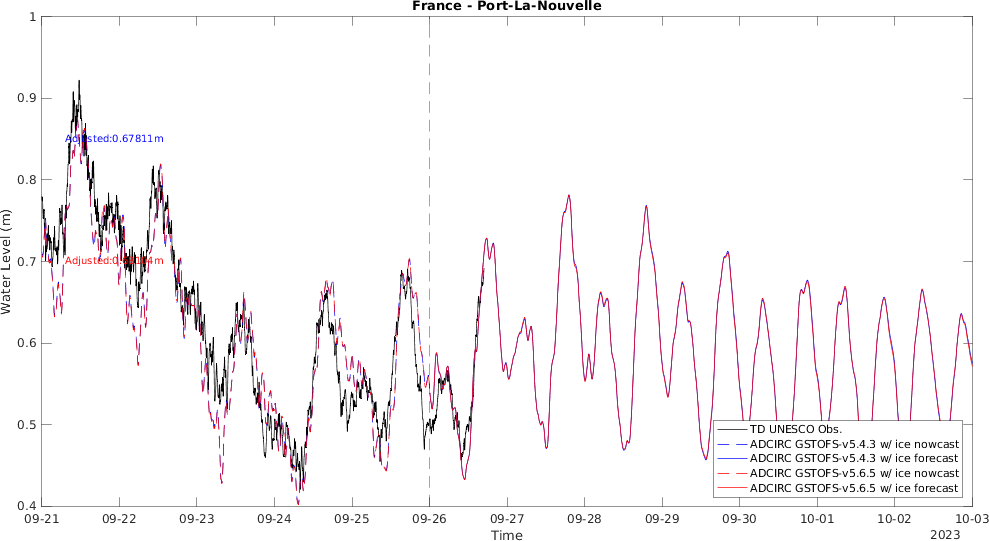 France - Port-La-Nouvelle
Water Level (m)
1
0.9
0.8
0.7
0.6
0.5
0.4
Adjusted:0.67811m
TD UNESCO Obs.
ADCIRC GSTOFS-v5.4.3 w/ ice nowcast
ADCIRC GSTOFS-v5.4.3 w/ ice forecast
ADCIRC GSTOFS-v5.6.5 w/ ice nowcast
ADCIRC GSTOFS-v5.6.5 w/ ice forecast
09-21 09-22 09-23 09-24 09-25 09-26 09-27 09-28 09-29 09-30 10-01 10-02 10-03
Time
2023